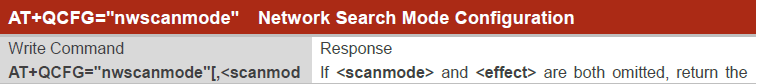 AT+QCFG="nwscanmode" Network Search Mode Configuration
Write Command Response
AT+QCFG="nwscanmode"[,<scanmod If <scanmode> and <effect> are both omitted, return the